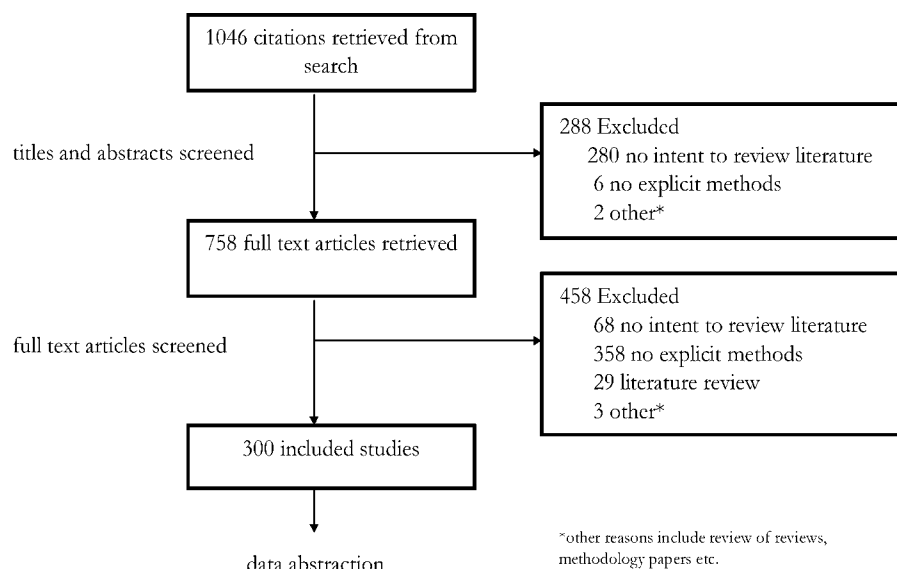 1046 citations retrieved from
search
titles and abstracts screened
288 Excluded
280 no intent to review literature
6 no explicit methods
2 other*
758 full text articles retrieved
full text articles screened
458 Excluded
68 no intent to review literature
358 no explicit methods
29 literature review
3 other*
300 included studies
data abstraction
*other reasons include review of reviews,
methodology papers etc.